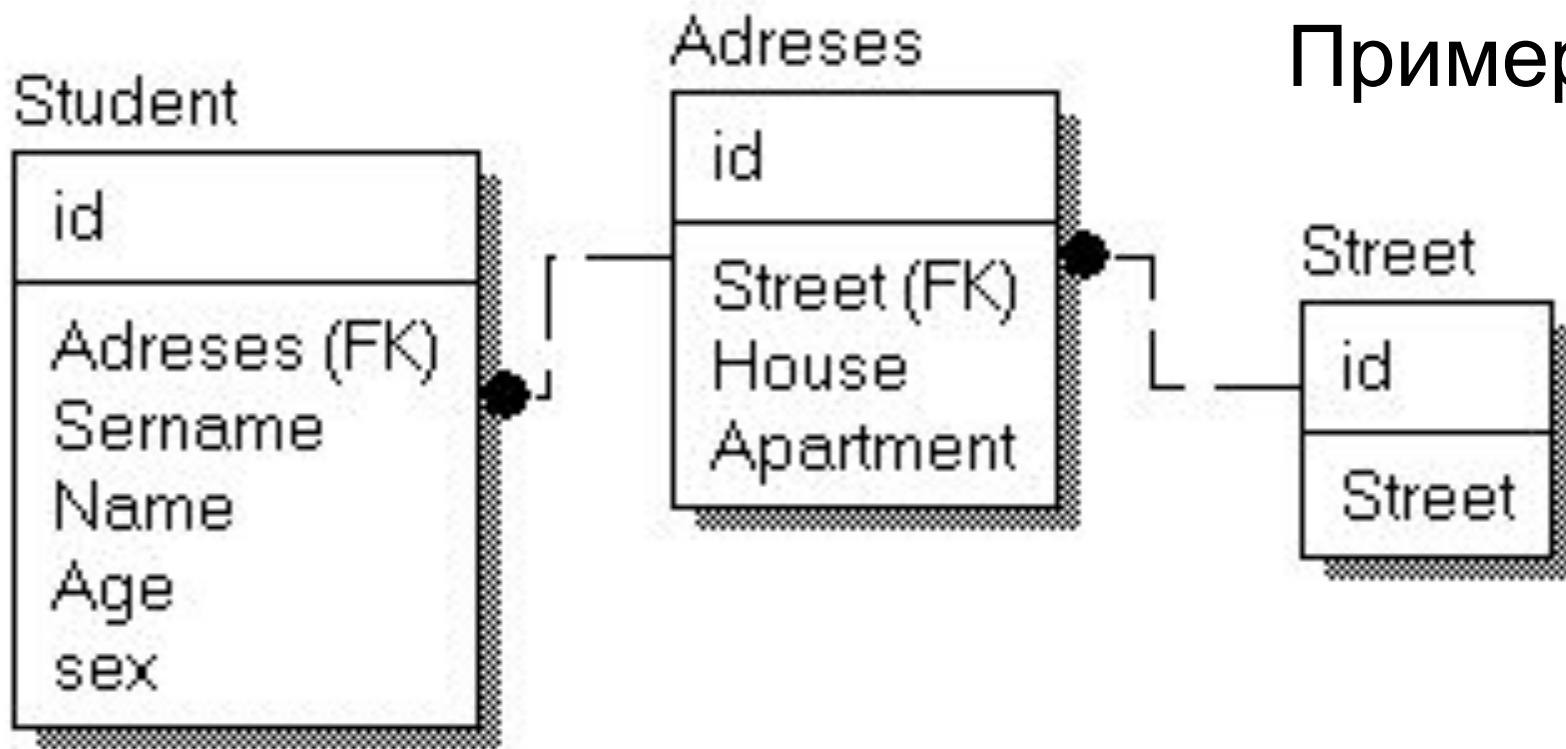 Пример
Student
id
Adreses (FK)
Sername
Name
Age
sex
Adreses
id
Street (FK)
House
Apartment
Street
id
Street